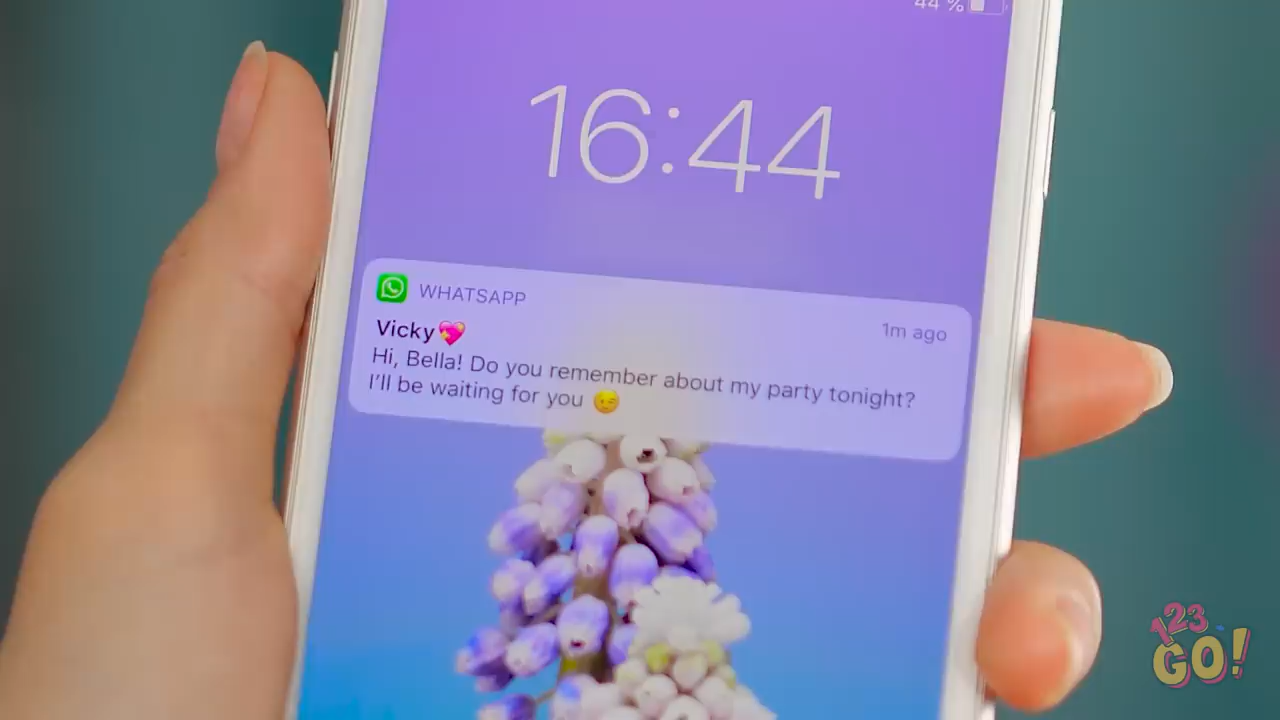 44 %
16:44
WHATSAPP
1m ago
Vicky💖
Hi, Bella! Do you remember about my party tonight?
I'll be waiting for you 😉
123
GO!